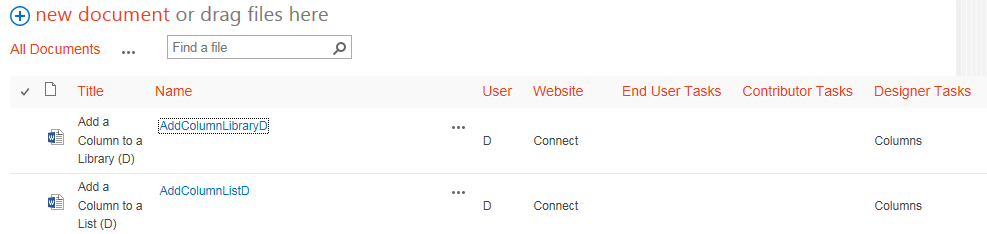 new document or drag files here
All Documents ... Find a file
Title Name User Website End User Tasks Contributor Tasks Designer Tasks
Add a
Column to a
Library (D)
AddColumnLibraryD ... D Connect Columns
Add a
Column to a
List (D)
AddColumnListD ... D Connect Columns